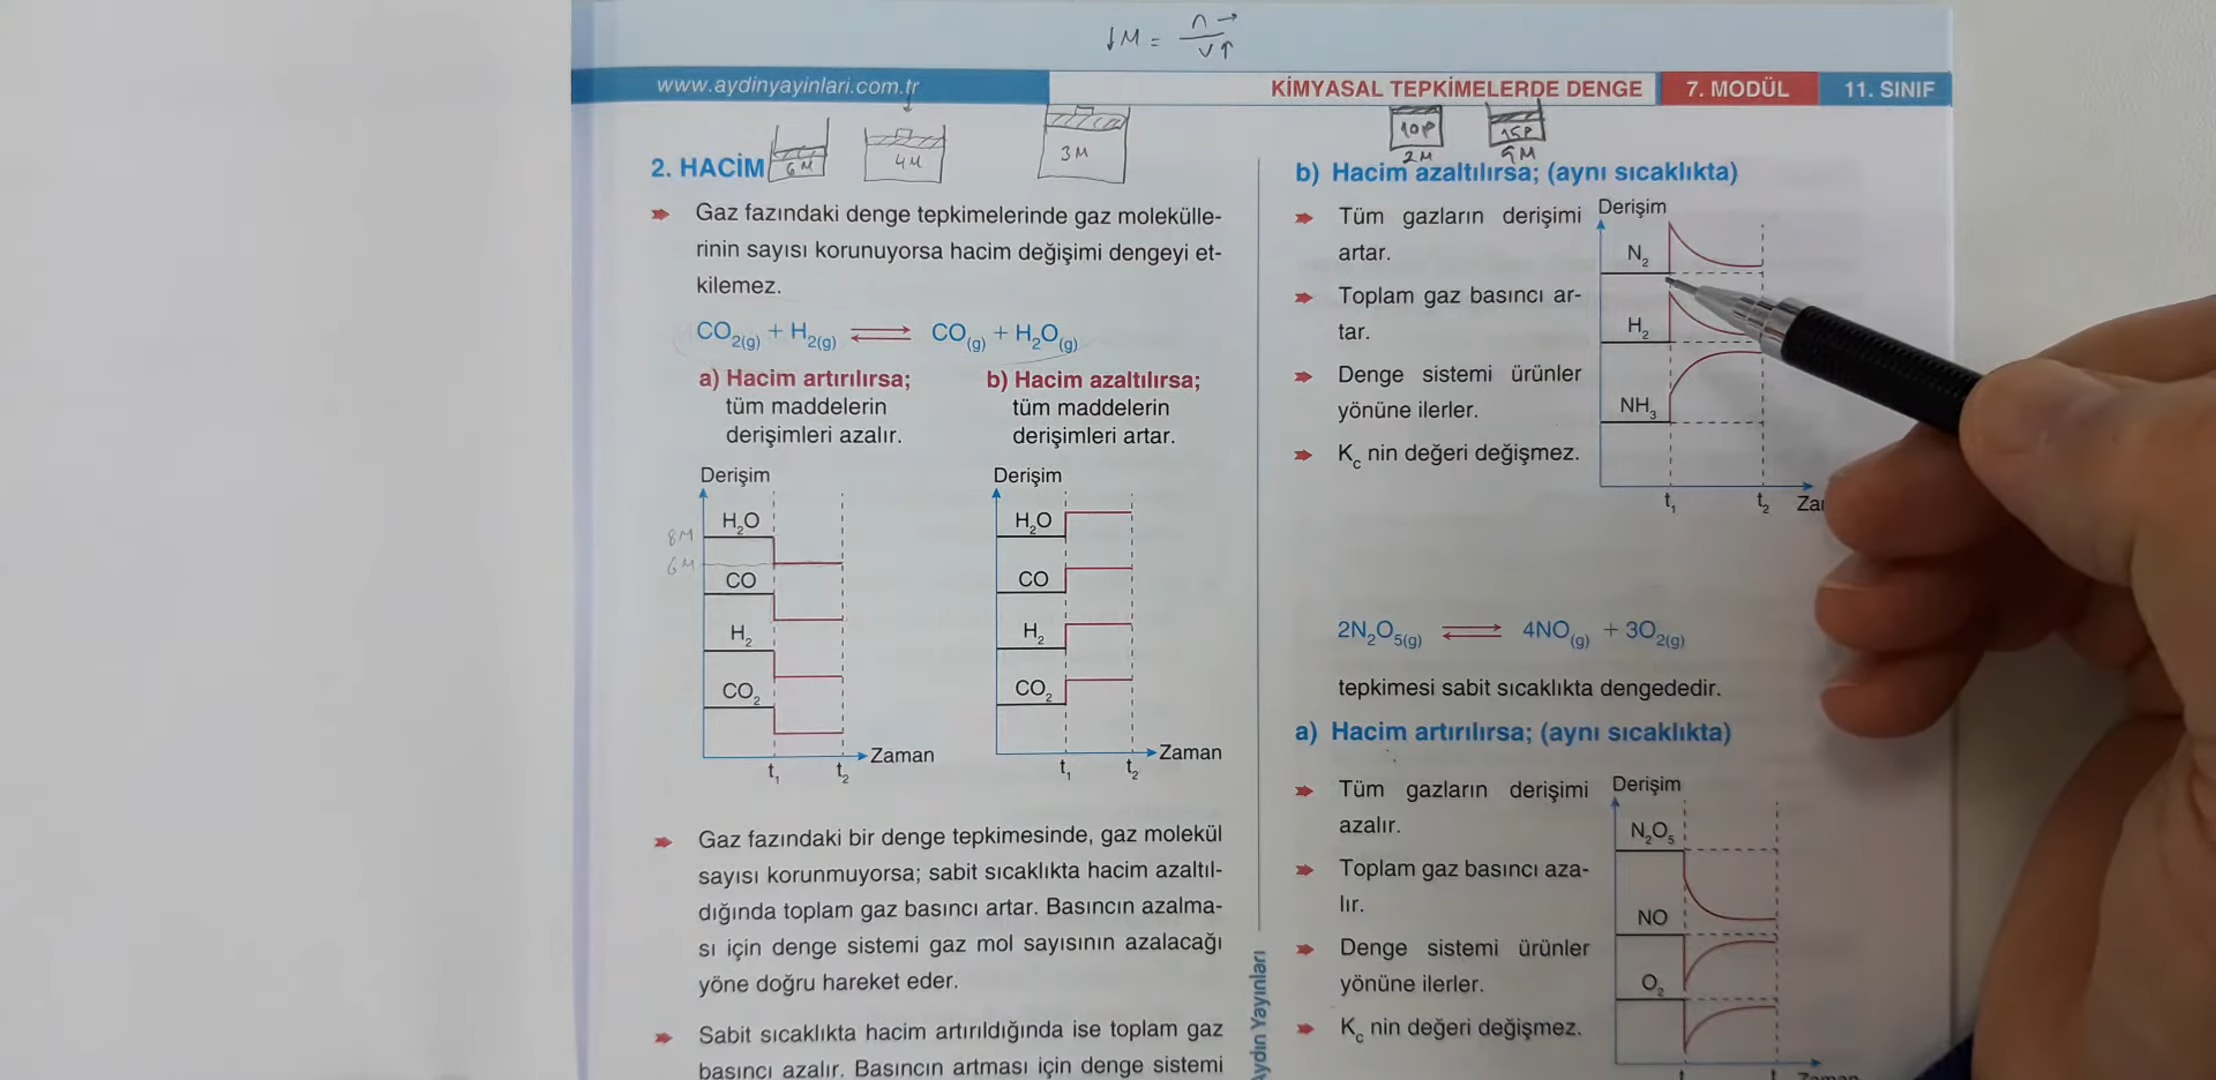 ↓M = n→ / V↑
www.aydinyayinlari.com.tr
KİMYASAL TEPKİMELERDE DENGE 7. MODÜL 11. SINIF
2. HACİM
6M
4M
3M
Gaz fazındaki denge tepkimelerinde gaz molekülle-
rinin sayısı korunuyorsa hacim değişimi dengeyi et-
kilemez.
CO2(g) + H2(g) ⇌ CO(g) + H2O(g)
a) Hacim artırılırsa;
tüm maddelerin
derişimleri azalır.
b) Hacim azaltılırsa;
tüm maddelerin
derişimleri artar.
Derişim
H2O
8M
6M
CO
H2
CO2
Zaman
t1 t2
Derişim
H2O
CO
H2
CO2
Zaman
t1 t2
Gaz fazındaki bir denge tepkimesinde, gaz molekül
sayısı korunmuyorsa; sabit sıcaklıkta hacim azaltıl-
dığında toplam gaz basıncı artar. Basıncın azalma-
sı için denge sistemi gaz mol sayısının azalacağı
yöne doğru hareket eder.
Sabit sıcaklıkta hacim artırıldığında ise toplam gaz
basıncı azalır. Basıncın artması için denge sistemi
Aydın Yayınları
10P
2M
15P
b) Hacim azaltılırsa; (aynı sıcaklıkta)
Tüm gazların derişimi
artar.
Toplam gaz basıncı ar-
tar.
Denge sistemi ürünler
yönüne ilerler.
Kc nin değeri değişmez.
Derişim
N2
H2
NH3
t1 t2
2N2O5(g) ⇌ 4NO(g) + 3O2(g)
tepkimesi sabit sıcaklıkta dengededir.
a) Hacim artırılırsa; (aynı sıcaklıkta)
Tüm gazların derişimi
azalır.
Toplam gaz basıncı aza-
lır.
Denge sistemi ürünler
yönüne ilerler.
Kc nin değeri değişmez.
Derişim
N2O5
NO
O2